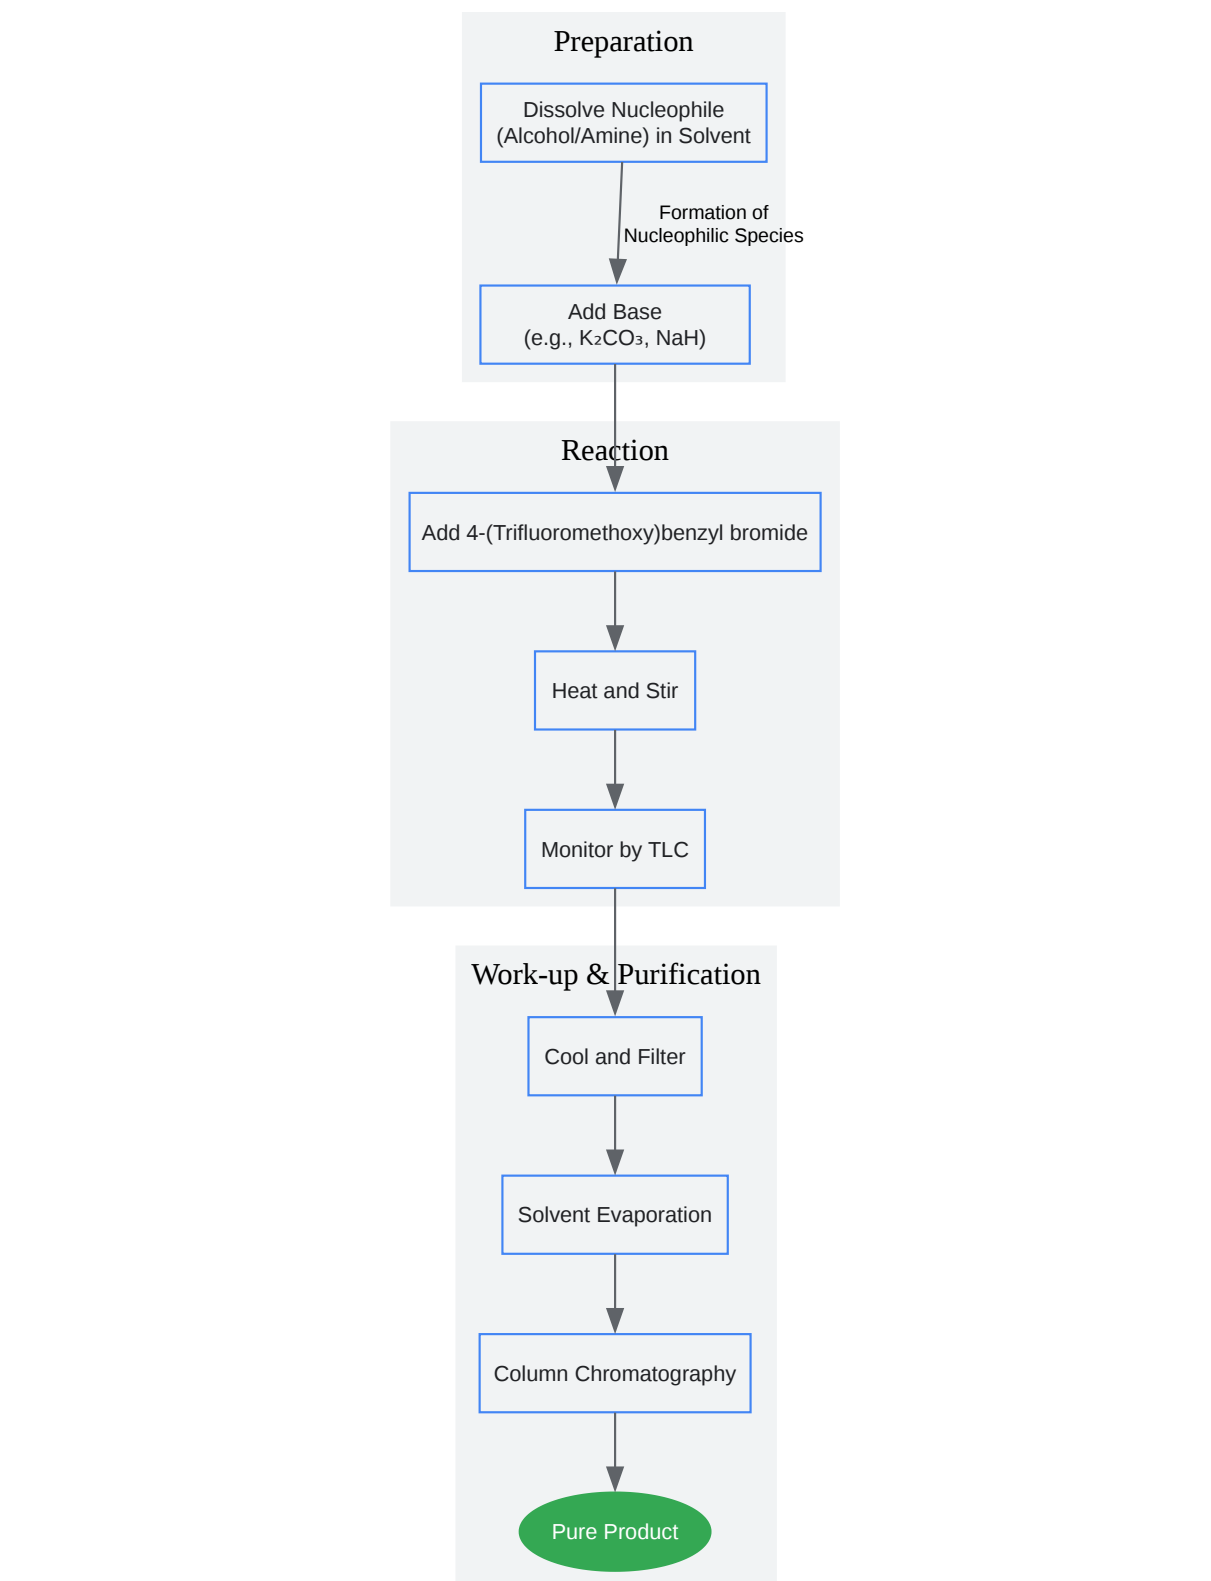 Preparation
Dissolve Nucleophile
(Alcohol/Amine) in Solvent
Formation of
Nucleophilic Species
Add Base
(e.g., K₂CO₃, NaH)
Reaction
Add 4-(Trifluoromethoxy)benzyl bromide
Heat and Stir
Monitor by TLC
Work-up & Purification
Cool and Filter
Solvent Evaporation
Column Chromatography
Pure Product